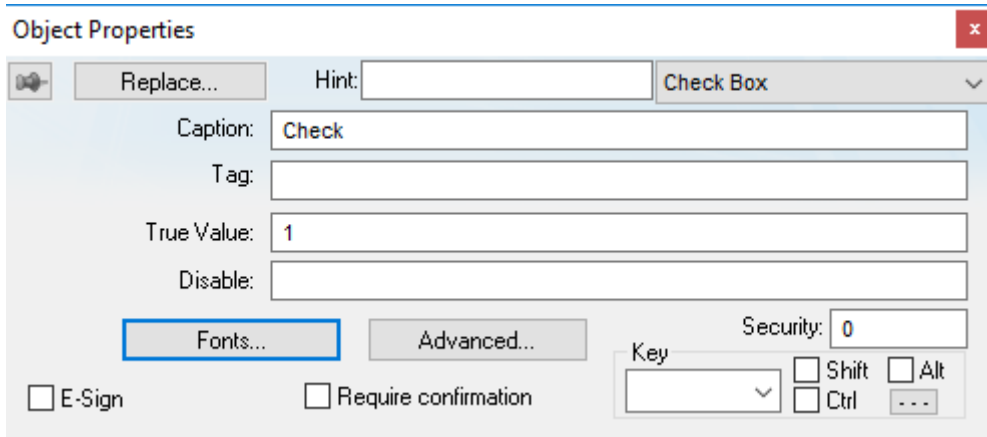 Object Properties x
Replace... Hint: Check Box
Caption: Check
Tag:
True Value: 1
Disable:
Fonts... Advanced... Security: 0
Key
Shift Alt
E-Sign Require confirmation Ctrl ...